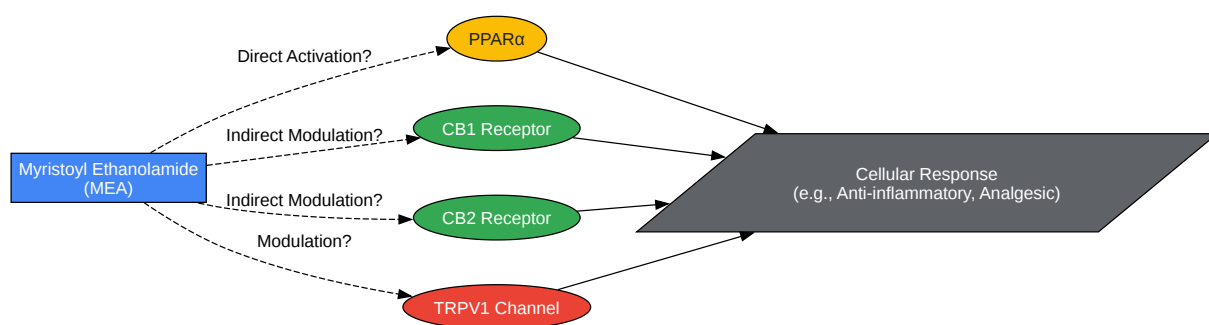 PPARα
Direct Activation?
Indirect Modulation?
CB1 Receptor
Myristoyl Ethanolamide
(MEA)
Cellular Response
(e.g., Anti-inflammatory, Analgesic)
Indirect Modulation?
CB2 Receptor
Modulation?
TRPV1 Channel